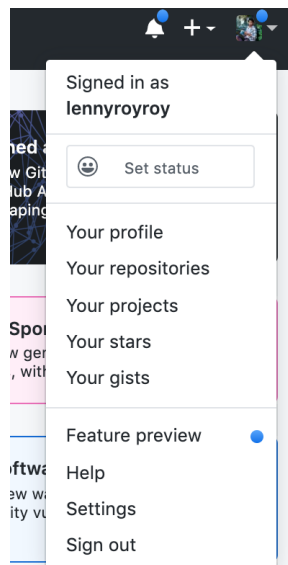 Signed in as
lennyroyroy
Set status
Your profile
Your repositories
Your projects
Your stars
Your gists
Feature preview
Help
Settings
Sign out